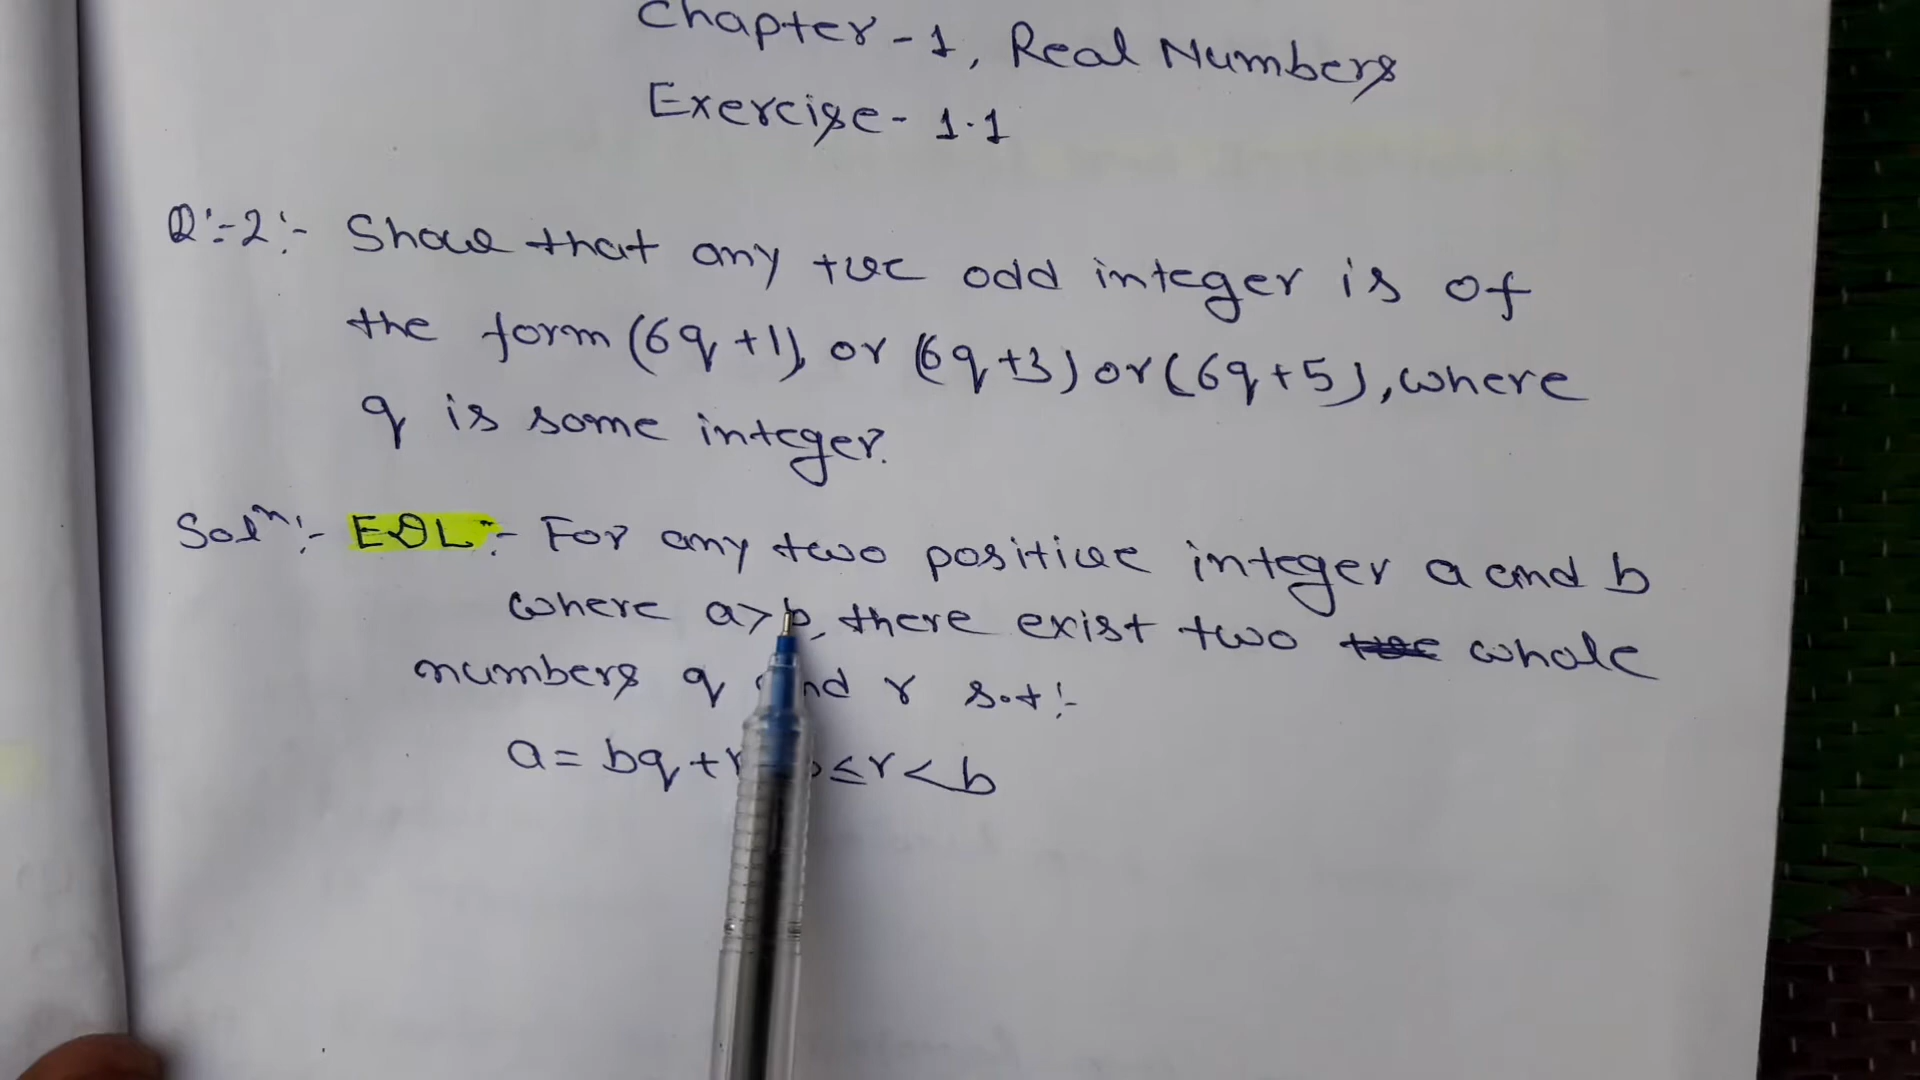 Chapter-1, Real Numbers
Exercise- 1.1
Q:-2:- Show that any +ve odd integer is of
the form (6q+1), or (6q+3) or (6q+5), where
q is some integer.
Solⁿ:- EDL:- For any two positive integer a and b
where a>b, there exist two whole
numbers q and r s.t:-
a = bq+r ≤r<b